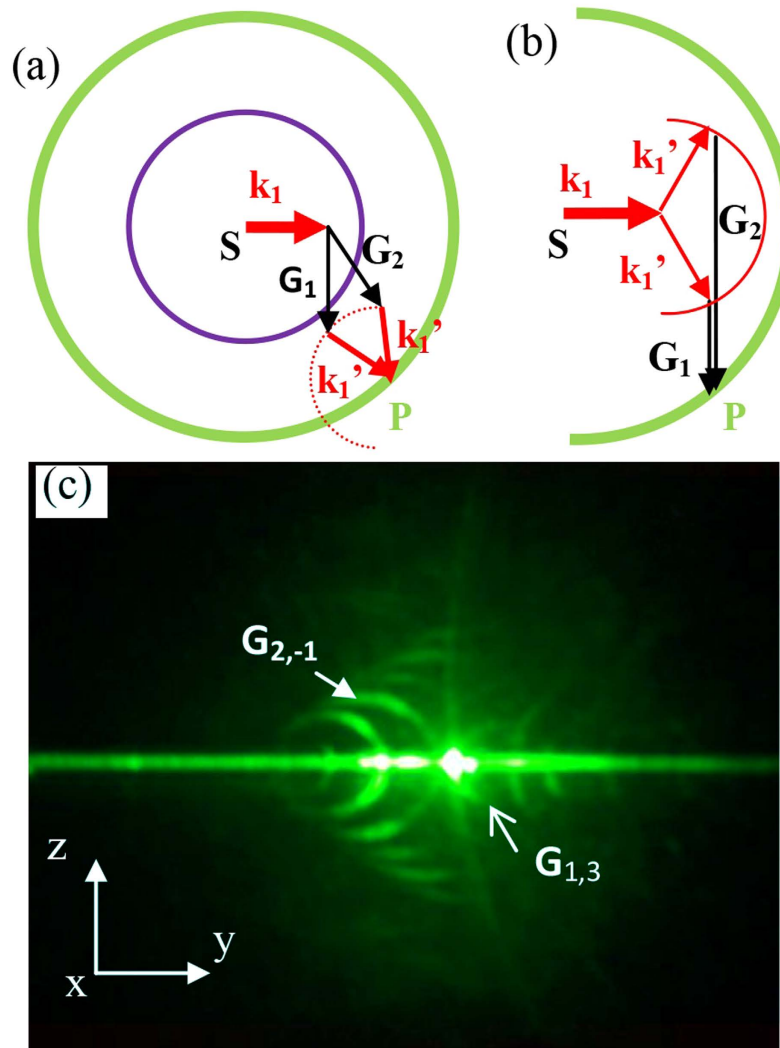 (a)
k₁
S
G₁
G₂
k₁'
k₁'
P
(b)
k₁
S
k₁'
k₁'
G₂
G₁
P
(c)
G₂,₋₁
G₁,₃
z
y
x